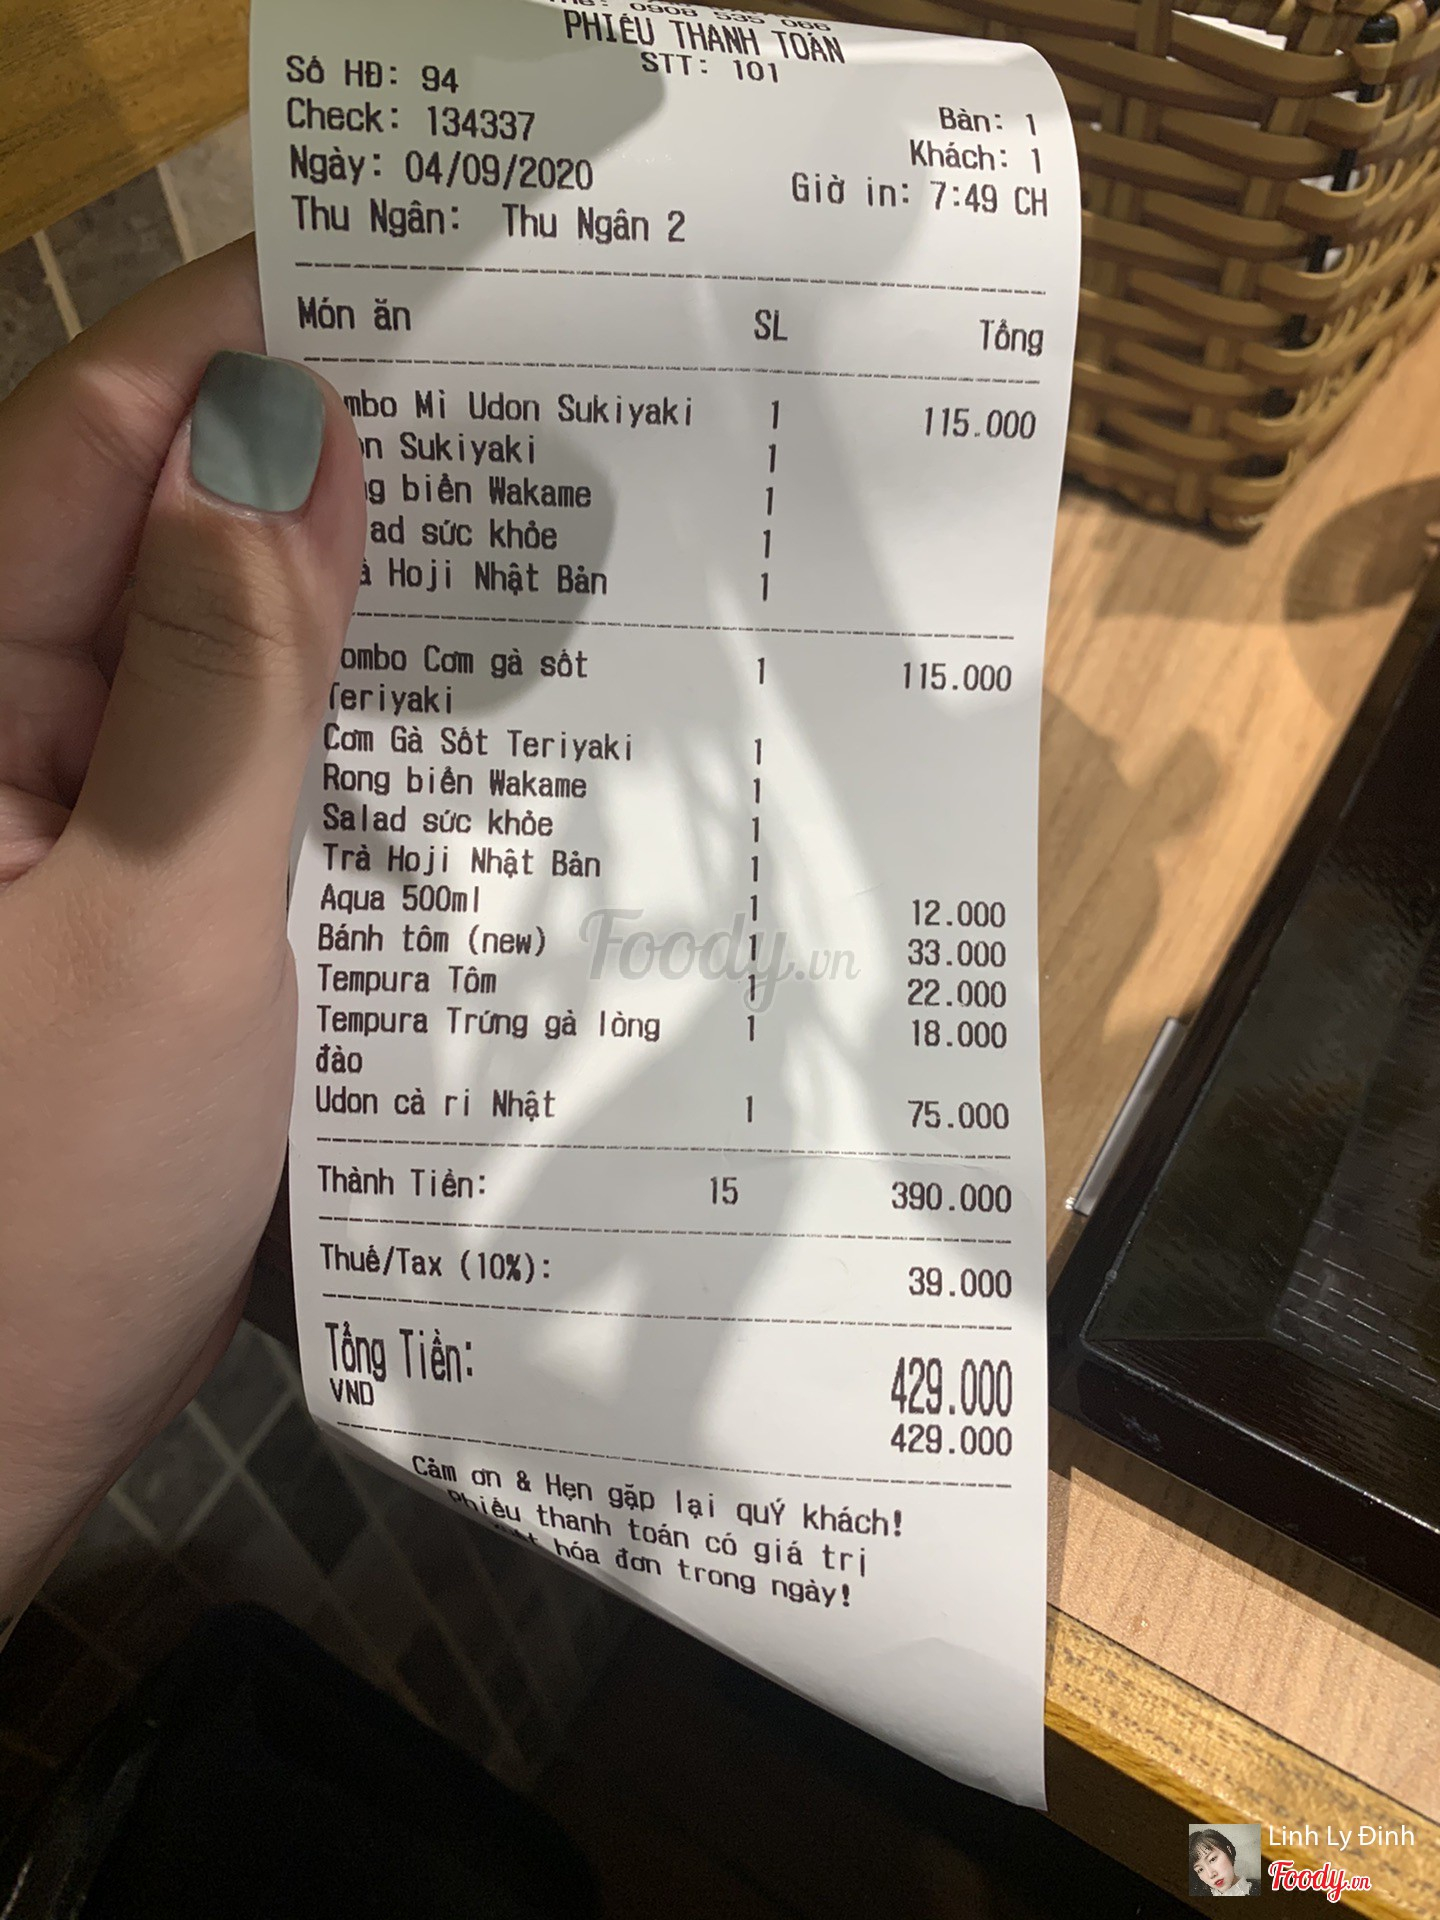 0908 535 066
PHIẾU THANH TOÁN
STT: 101
Số HĐ: 94
Check: 134337
Bàn: 1
Ngày: 04/09/2020
Khách: 1
Thu Ngân: Thu Ngân 2
Giờ in: 7:49 CH
Món ăn SL Tổng
mbo Mì Udon Sukiyaki 1 115.000
n Sukiyaki 1
g biển Wakame 1
ad sức khỏe 1
à Hoji Nhật Bản 1
ombo Cơm gà sốt 1 115.000
Teriyaki
Cơm Gà Sốt Teriyaki 1
Rong biển Wakame 1
Salad sức khỏe 1
Trà Hoji Nhật Bản 1
Aqua 500ml 1 12.000
Bánh tôm (new) 1 33.000
Tempura Tôm 1 22.000
Tempura Trứng gà lòng 1 18.000
đào
Udon cà ri Nhật 1 75.000
Thành Tiền: 15 390.000
Thuế/Tax (10%): 39.000
Tổng Tiền: 429.000
VND 429.000
Cảm ơn & Hẹn gặp lại quý khách!
Phiếu thanh toán có giá trị
hóa đơn trong ngày!
Foody.vn
Linh Ly Đinh
Foody.vn